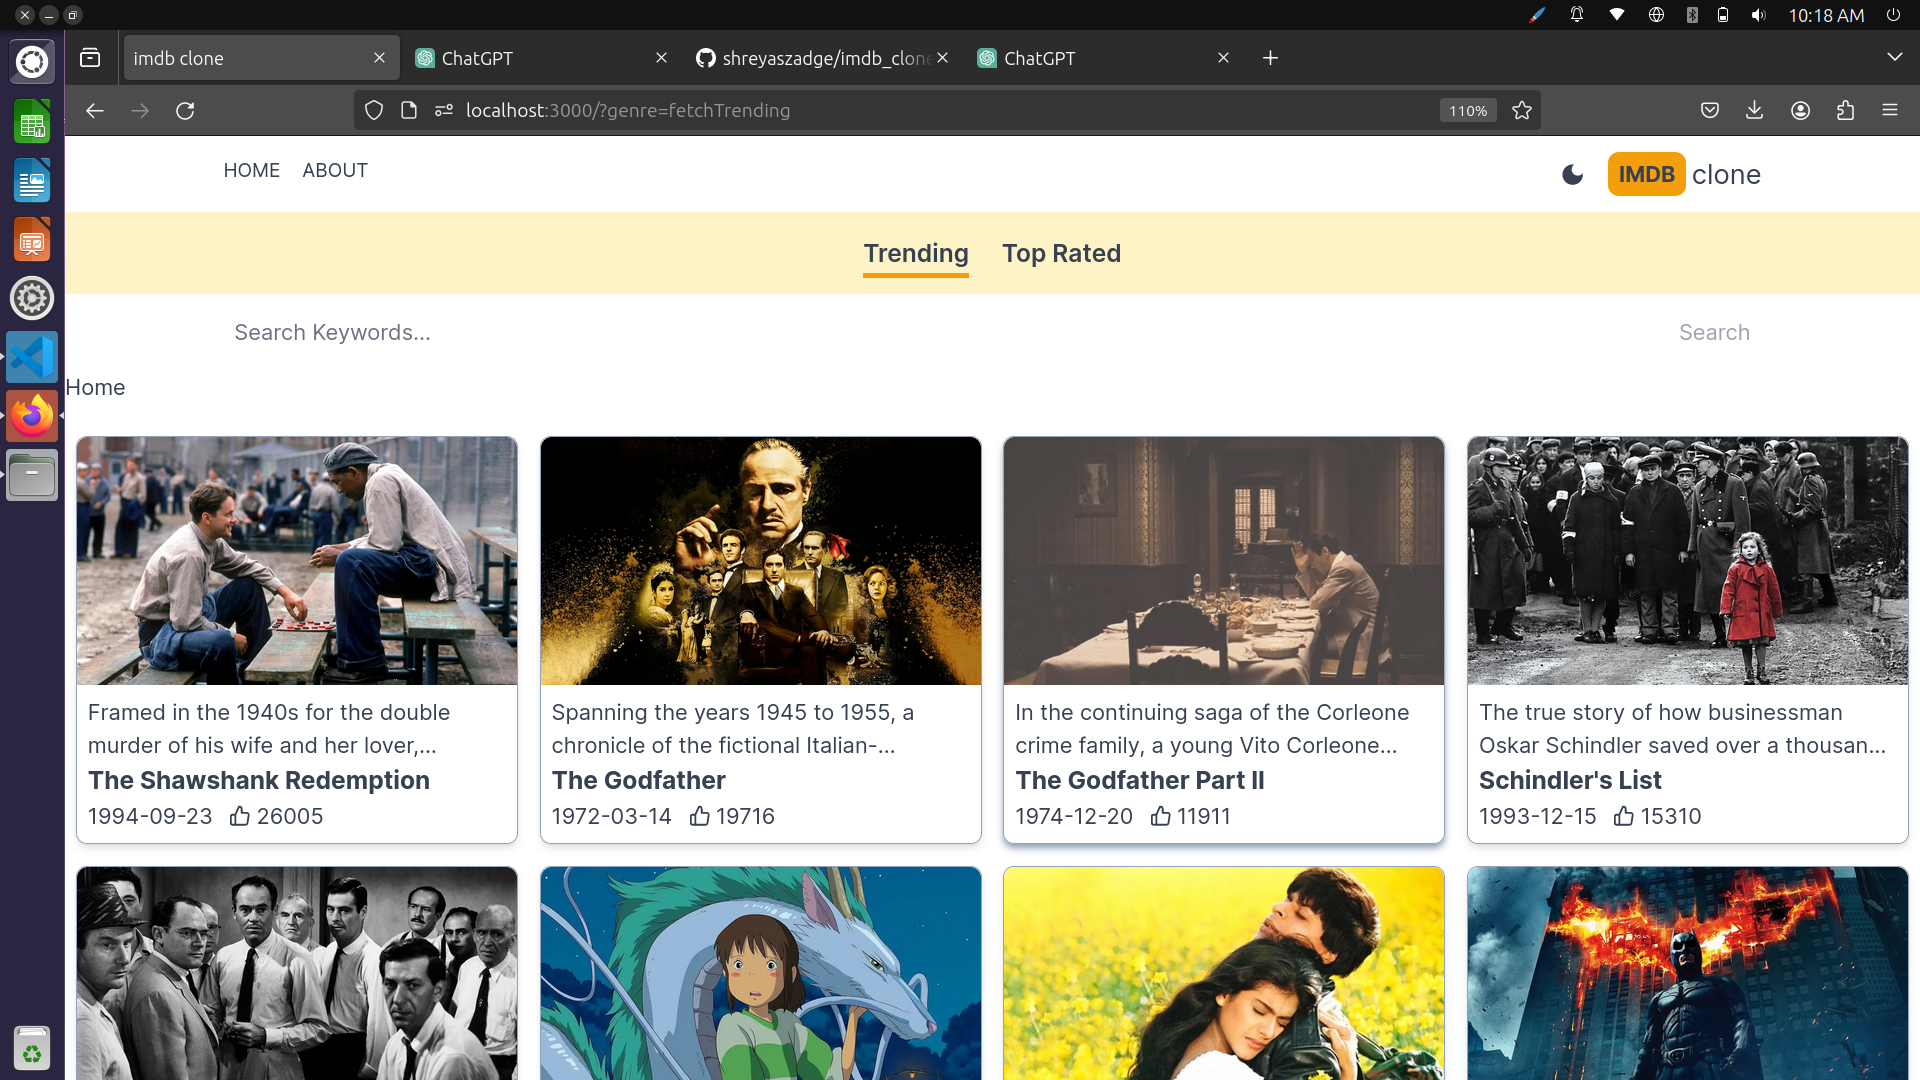 10:18 AM
imdb clone
ChatGPT
shreyaszadge/imdb_clone
ChatGPT
localhost:3000/?genre=fetchTrending
110%
HOME
ABOUT
IMDB clone
Trending
Top Rated
Search Keywords...
Search
Home
Framed in the 1940s for the double
murder of his wife and her lover,...
The Shawshank Redemption
1994-09-23 26005
Spanning the years 1945 to 1955, a
chronicle of the fictional Italian-...
The Godfather
1972-03-14 19716
In the continuing saga of the Corleone
crime family, a young Vito Corleone...
The Godfather Part II
1974-12-20 11911
The true story of how businessman
Oskar Schindler saved over a thousan...
Schindler's List
1993-12-15 15310